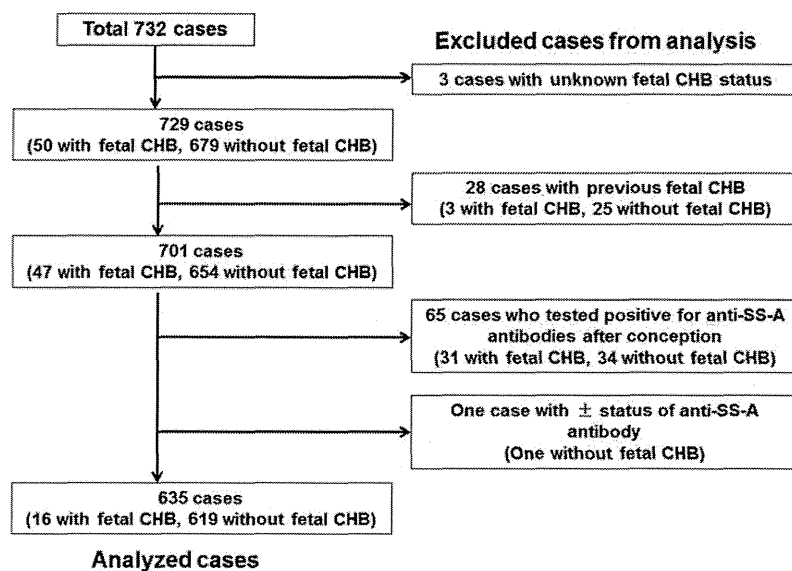 Total 732 cases
Excluded cases from analysis
3 cases with unknown fetal CHB status
729 cases
(50 with fetal CHB, 679 without fetal CHB)
28 cases with previous fetal CHB
(3 with fetal CHB, 25 without fetal CHB)
701 cases
(47 with fetal CHB, 654 without fetal CHB)
65 cases who tested positive for anti-SS-A
antibodies after conception
(31 with fetal CHB, 34 without fetal CHB)
One case with ± status of anti-SS-A
antibody
(One without fetal CHB)
635 cases
(16 with fetal CHB, 619 without fetal CHB)
Analyzed cases